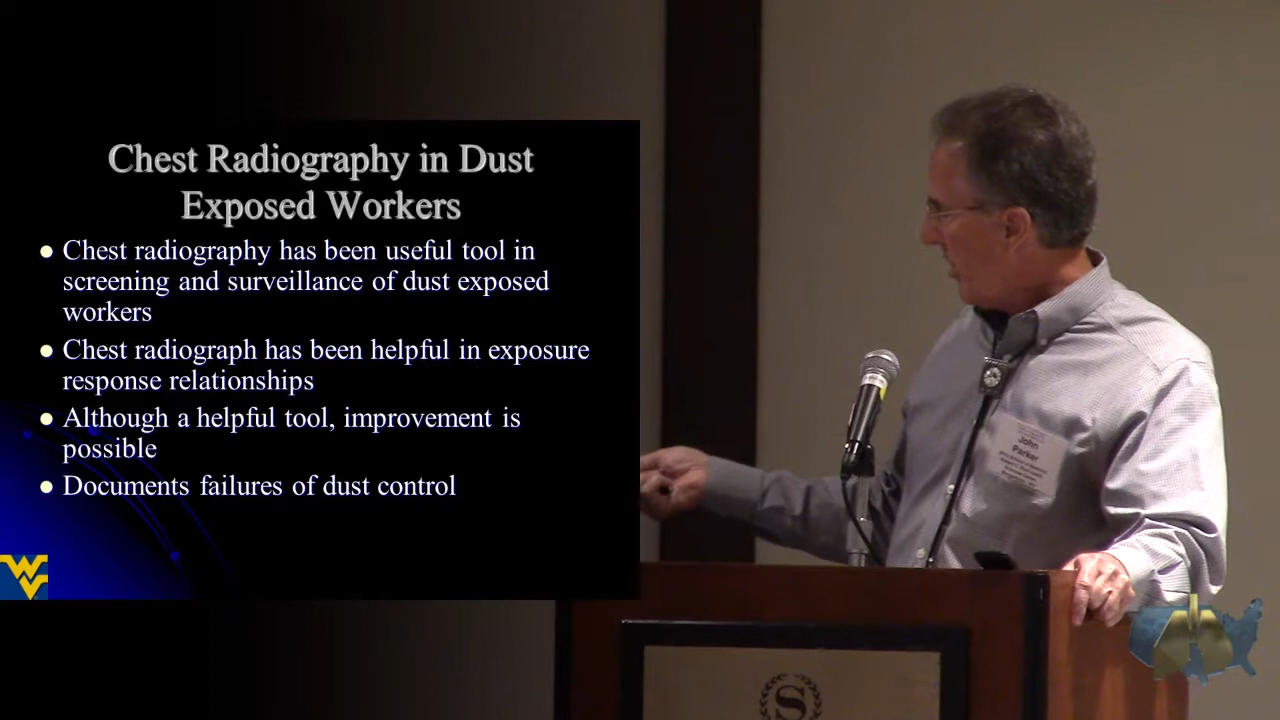 Chest Radiography in Dust
Exposed Workers
Chest radiography has been useful tool in
screening and surveillance of dust exposed
workers
Chest radiograph has been helpful in exposure
response relationships
Although a helpful tool, improvement is
possible
Documents failures of dust control
WV
John
Parker
S